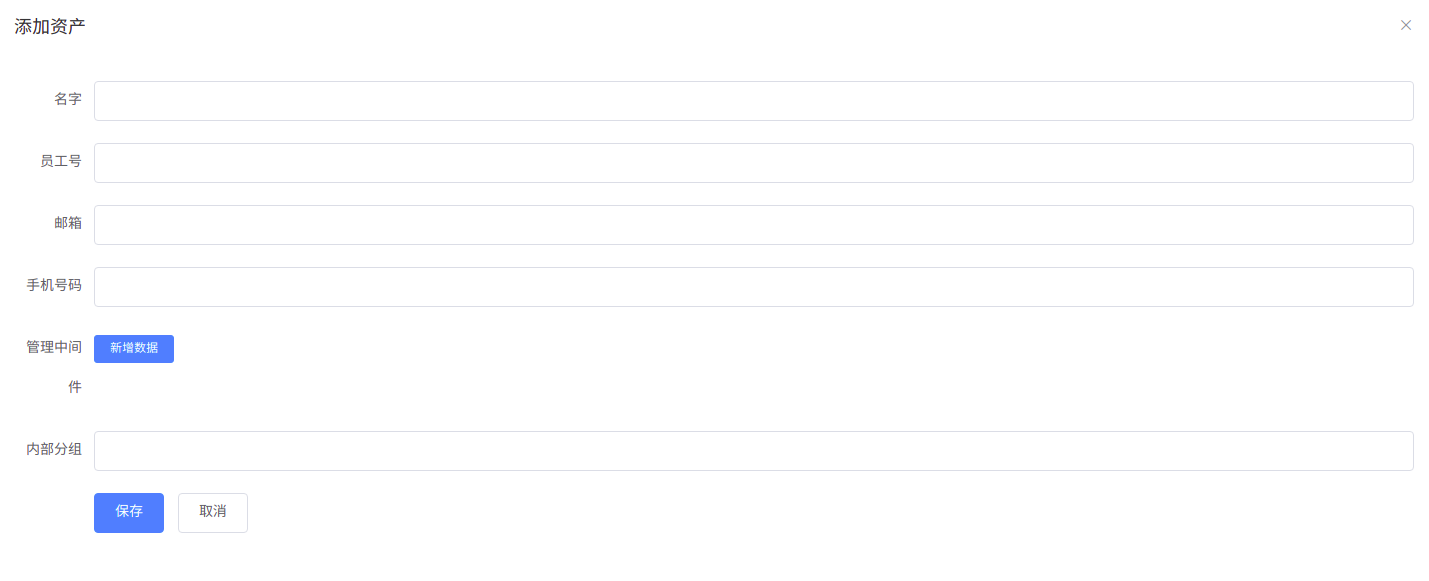 添加资产
名字
员工号
邮箱
手机号码
管理中间
新增数据
件
内部分组
保存
取消